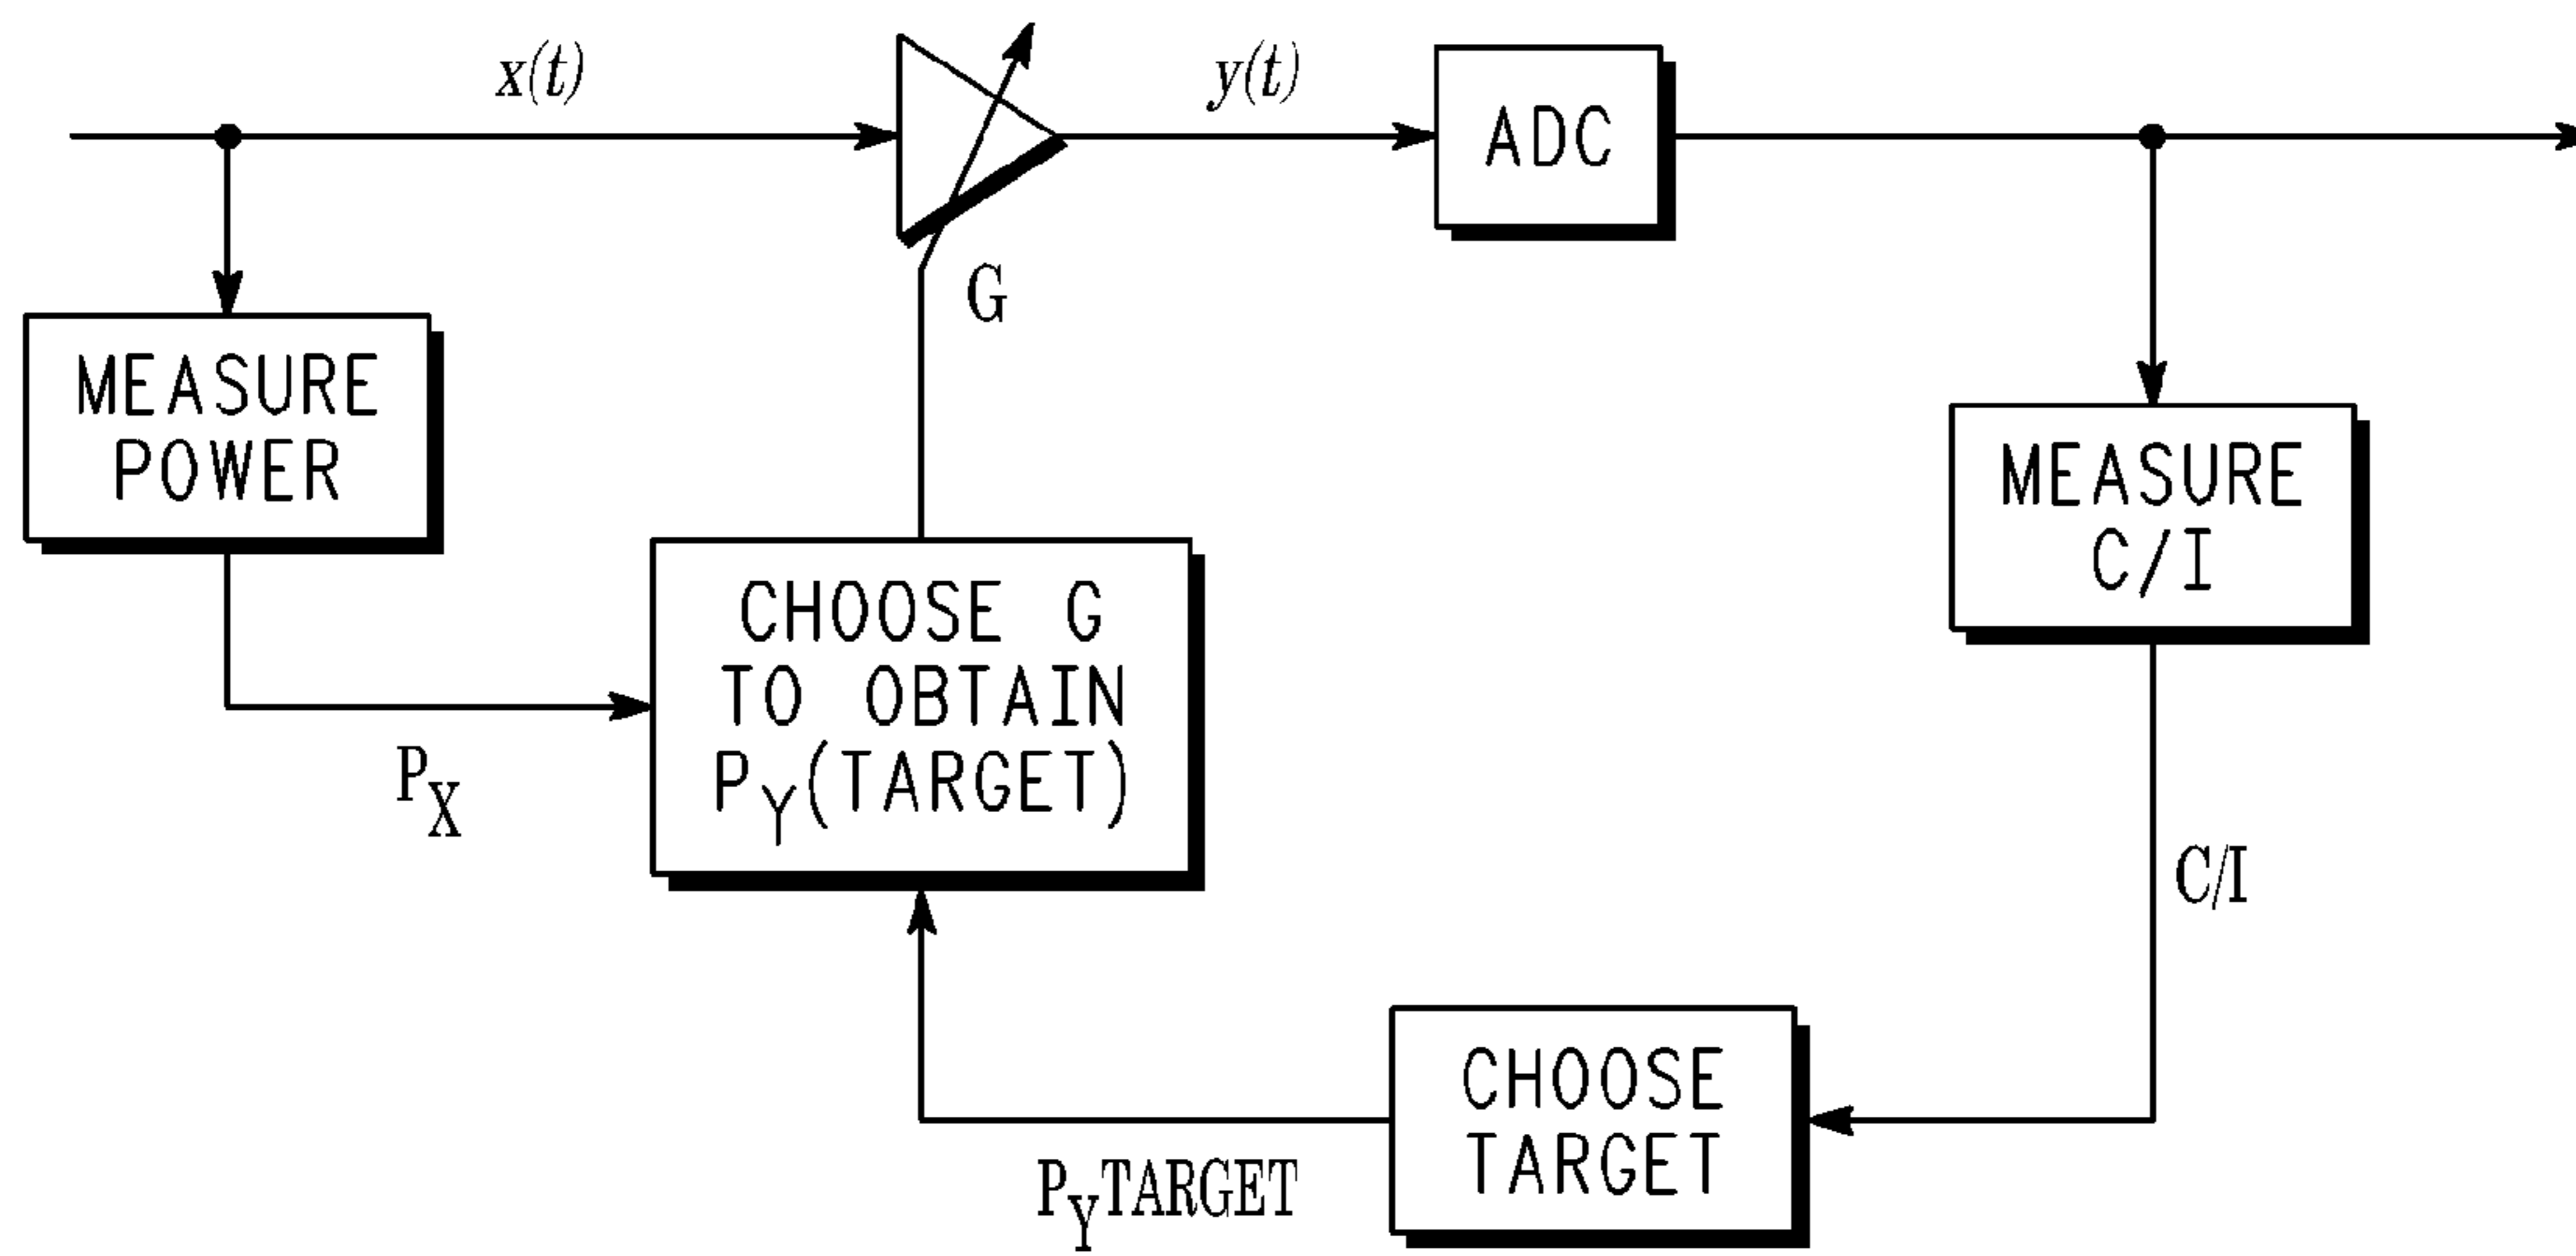 x(t)
y(t)
ADC
G
MEASURE
POWER
MEASURE
C/I
CHOOSE G
TO OBTAIN
PY(TARGET)
PX
C/I
CHOOSE
TARGET
PYTARGET